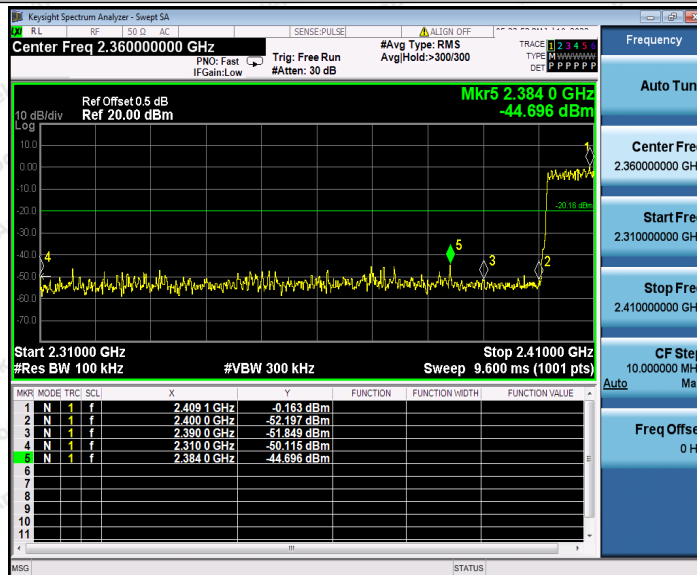 Keysight Spectrum Analyzer - Swept SA
RL RF 50 Ω AC SENSE:PULSE ALIGN OFF
Center Freq 2.360000000 GHz
PNO: Fast
IFGain:Low
Trig: Free Run
#Atten: 30 dB
#Avg Type: RMS
Avg|Hold:>300/300
TRACE 1 2 3 4 5 6
TYPE M WWWWW
DET P P P P P P
Ref Offset 0.5 dB
10 dB/div Ref 20.00 dBm
Log
Mkr5 2.384 0 GHz
-44.696 dBm
10.0
0.00
-10.0
-20.0
-30.0
-40.0
-50.0
-60.0
-70.0
-20.16 dBm
1
2
3
4
5
Start 2.31000 GHz Stop 2.41000 GHz
#Res BW 100 kHz #VBW 300 kHz Sweep 9.600 ms (1001 pts)
MKR MODE TRC SCL X Y FUNCTION FUNCTION WIDTH FUNCTION VALUE
1 N 1 f 2.409 1 GHz -0.163 dBm
2 N 1 f 2.400 0 GHz -52.197 dBm
3 N 1 f 2.390 0 GHz -51.849 dBm
4 N 1 f 2.310 0 GHz -50.115 dBm
5 N 1 f 2.384 0 GHz -44.696 dBm
6
7
8
9
10
11
MSG STATUS
Frequency
Auto Tun
Center Fre
2.360000000 GH
Start Fre
2.310000000 GH
Stop Fre
2.410000000 GH
CF Step
10.000000 MH
Auto Ma
Freq Offse
0 H